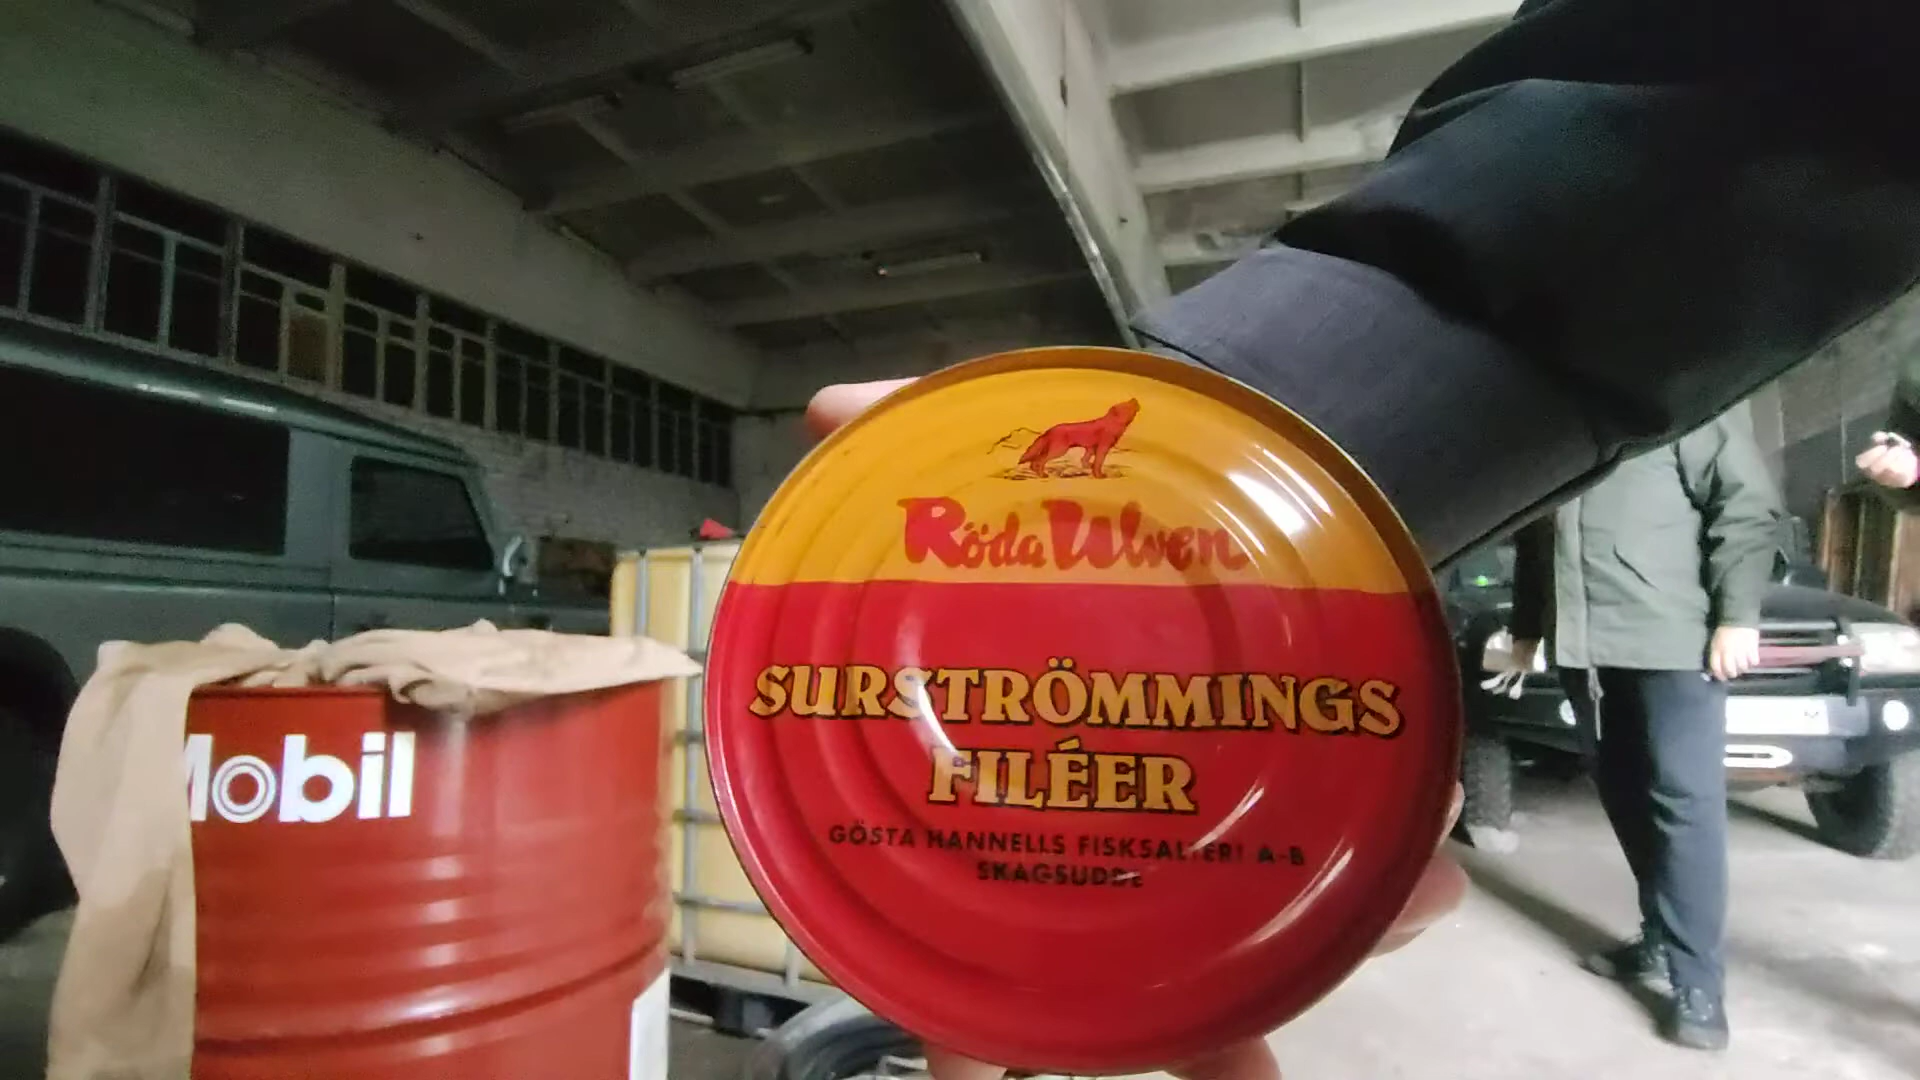 Röda Ulven
SURSTRÖMMINGS
FILÉER
GÖSTA HANNELLS FISKSALTERI A-B
SKAGSUDDE
Mobil